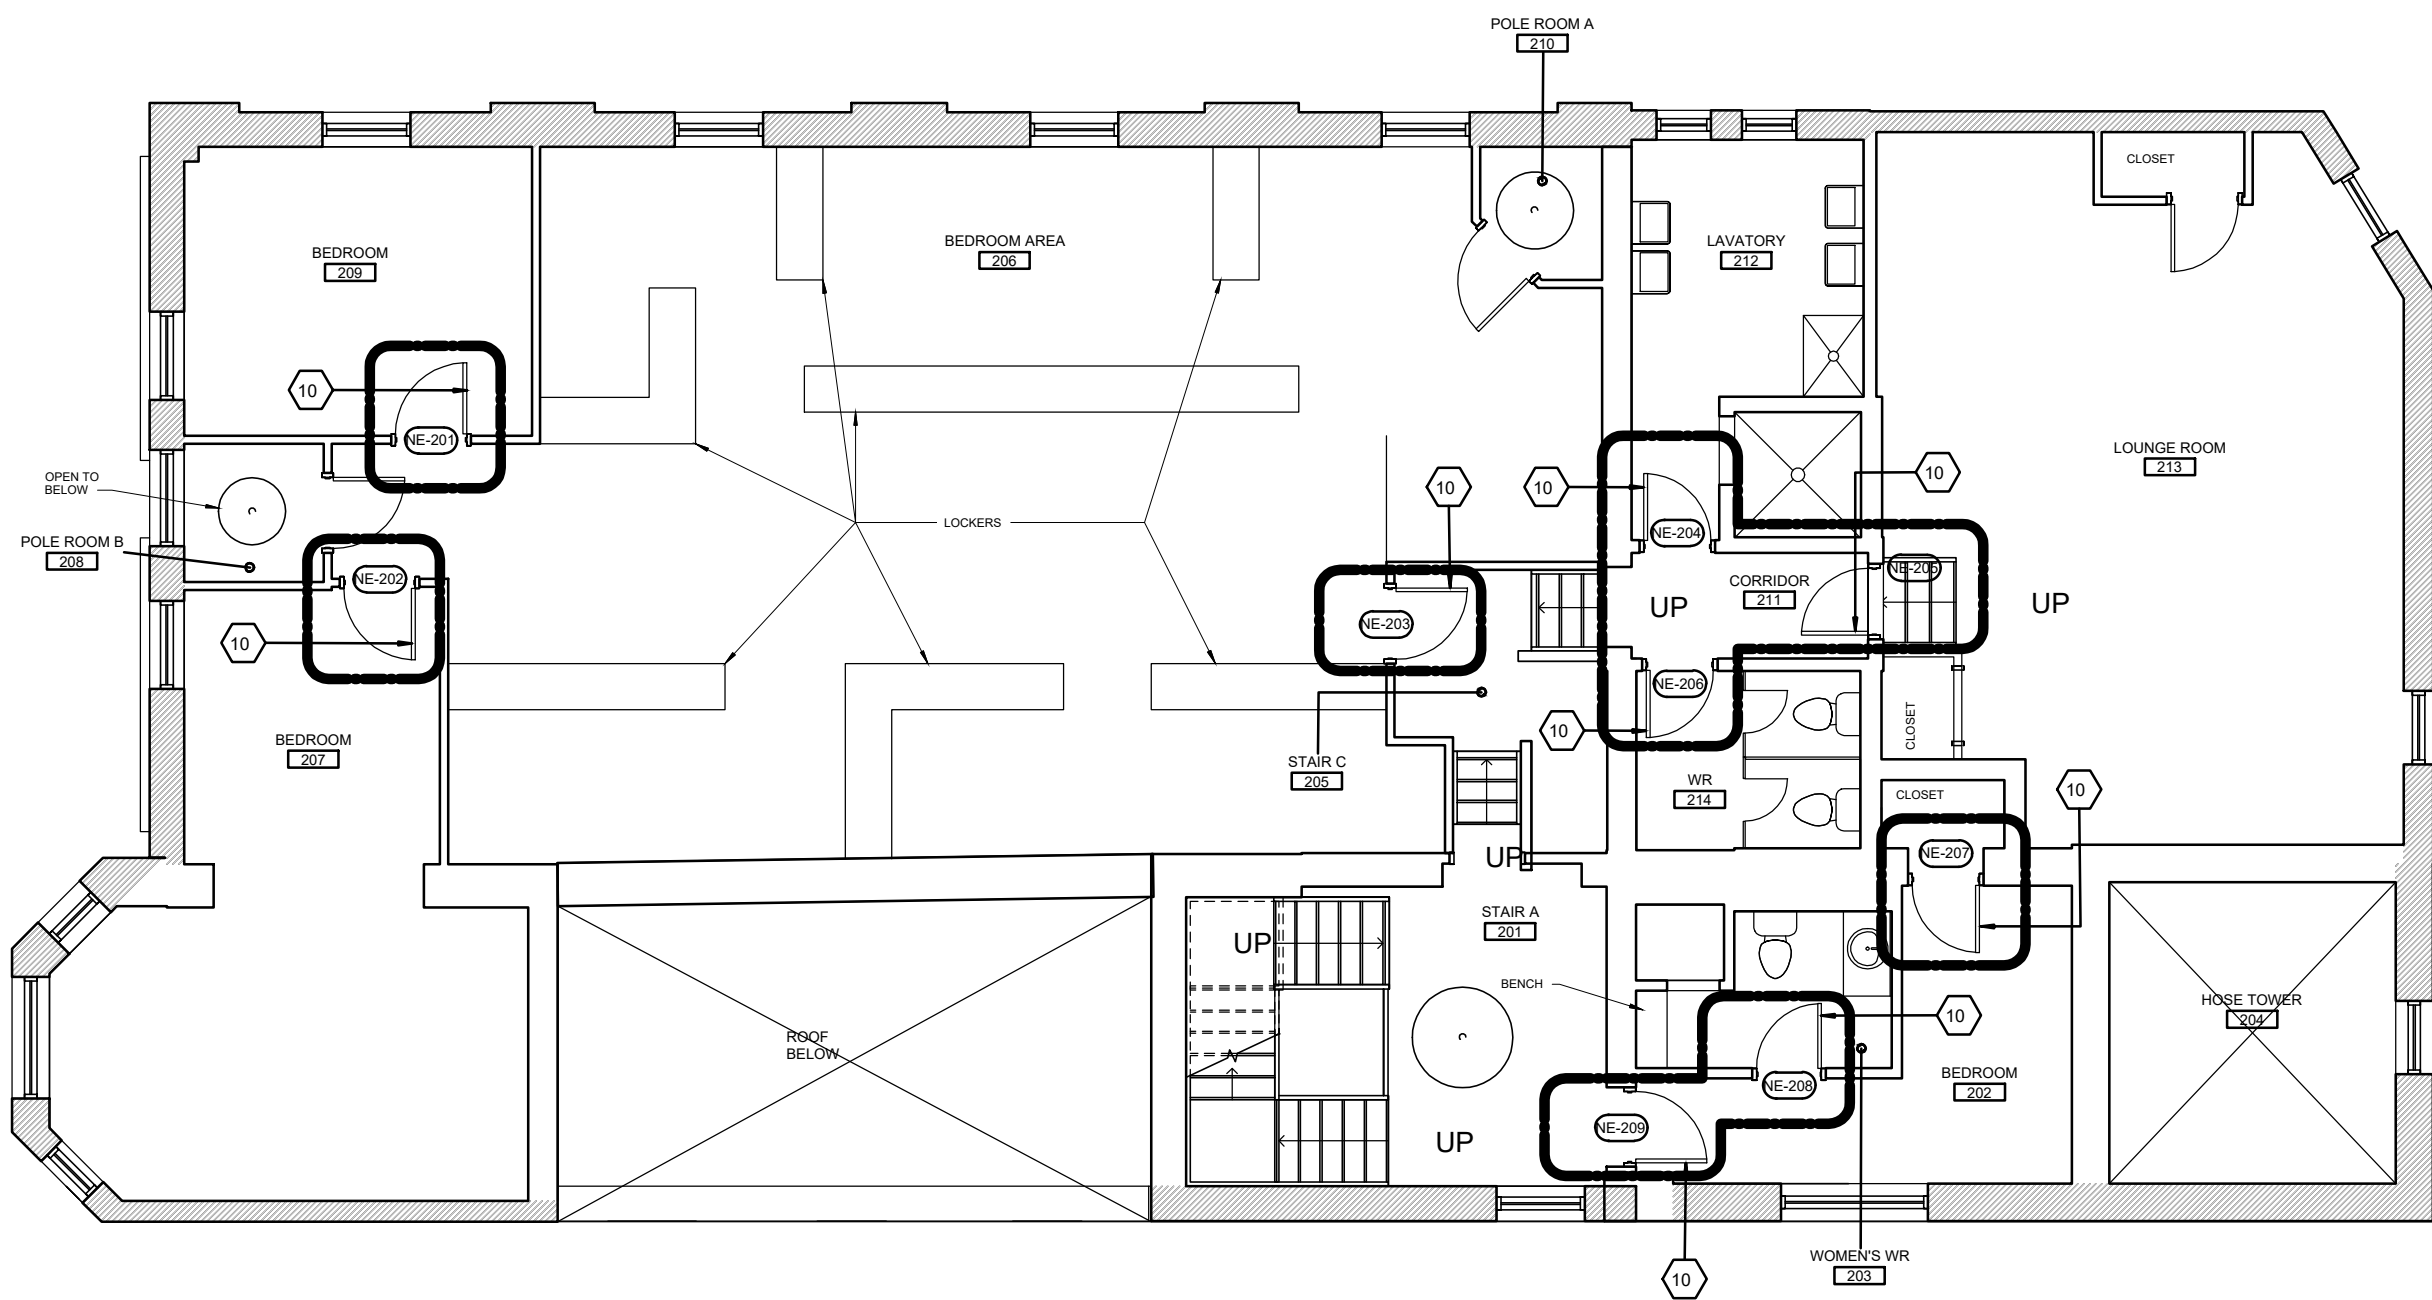 POLE ROOM A
210
BEDROOM
209
BEDROOM AREA
206
LAVATORY
212
CLOSET
10
NE-201
LOUNGE ROOM
213
OPEN TO
BELOW
10
10
10
LOCKERS
NE-204
POLE ROOM B
208
NE-202
NE-205
CORRIDOR
211
UP
UP
NE-203
10
NE-206
CLOSET
10
BEDROOM
207
STAIR C
205
WR
214
CLOSET
10
UP
NE-207
STAIR A
201
UP
BENCH
HOSE TOWER
204
10
ROOF
BELOW
NE-208
BEDROOM
202
NE-209
UP
WOMEN'S WR
203
10